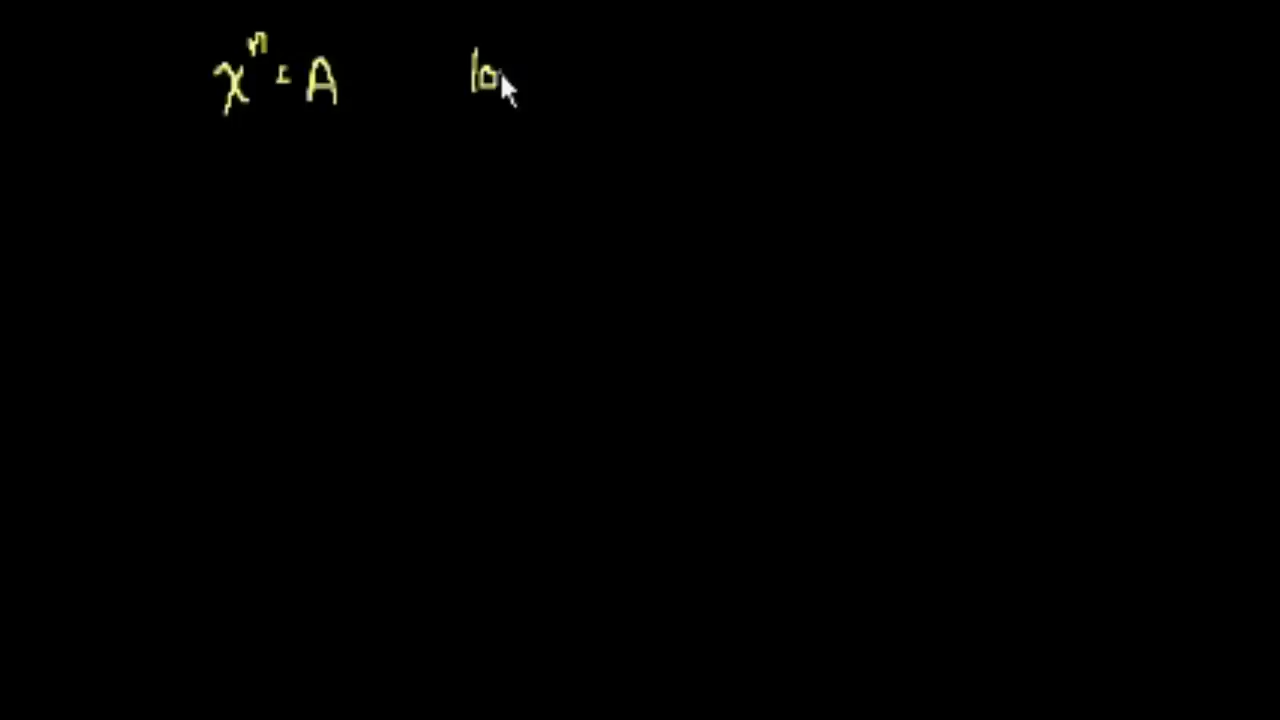 xⁿ = A lo